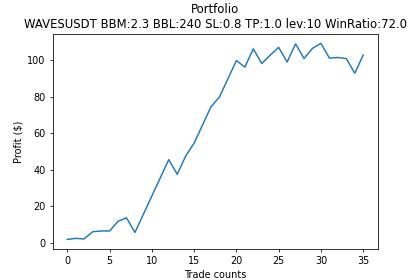 Portfolio
WAVESUSDT BBM:2.3 BBL:240 SL:0.8 TP:1.0 lev:10 WinRatio:72.0
Profit ($)
100
80
60
40
20
0
0 5 10 15 20 25 30 35
Trade counts